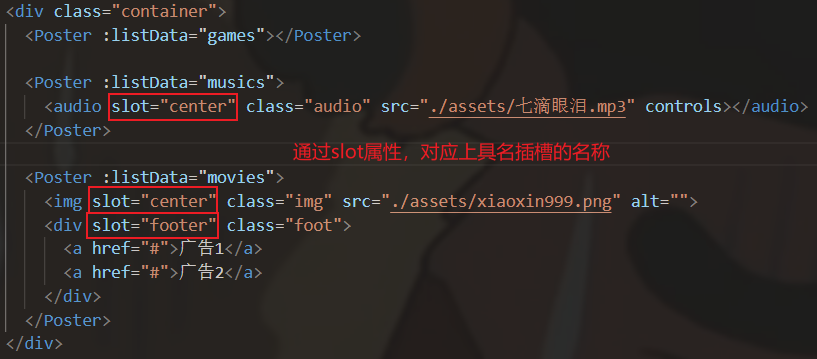 <div class="container">
<Poster :listData="games"></Poster>
<Poster :listData="musics">
<audio slot="center" class="audio" src="./assets/七滴眼泪.mp3" controls></audio>
</Poster>
通过slot属性，对应上具名插槽的名称
<Poster :listData="movies">
<img slot="center" class="img" src="./assets/xiaoxin999.png" alt="">
<div slot="footer" class="foot">
<a href="#">广告1</a>
<a href="#">广告2</a>
</div>
</Poster>
</div>